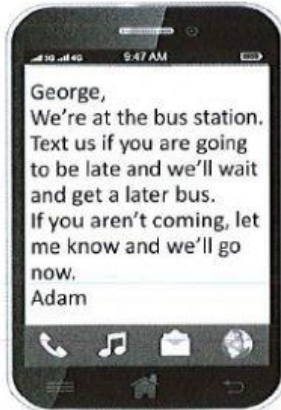 3G 4G 9:47 AM
George,
We're at the bus station.
Text us if you are going
to be late and we'll wait
and get a later bus.
If you aren't coming, let
me know and we'll go
now.
Adam